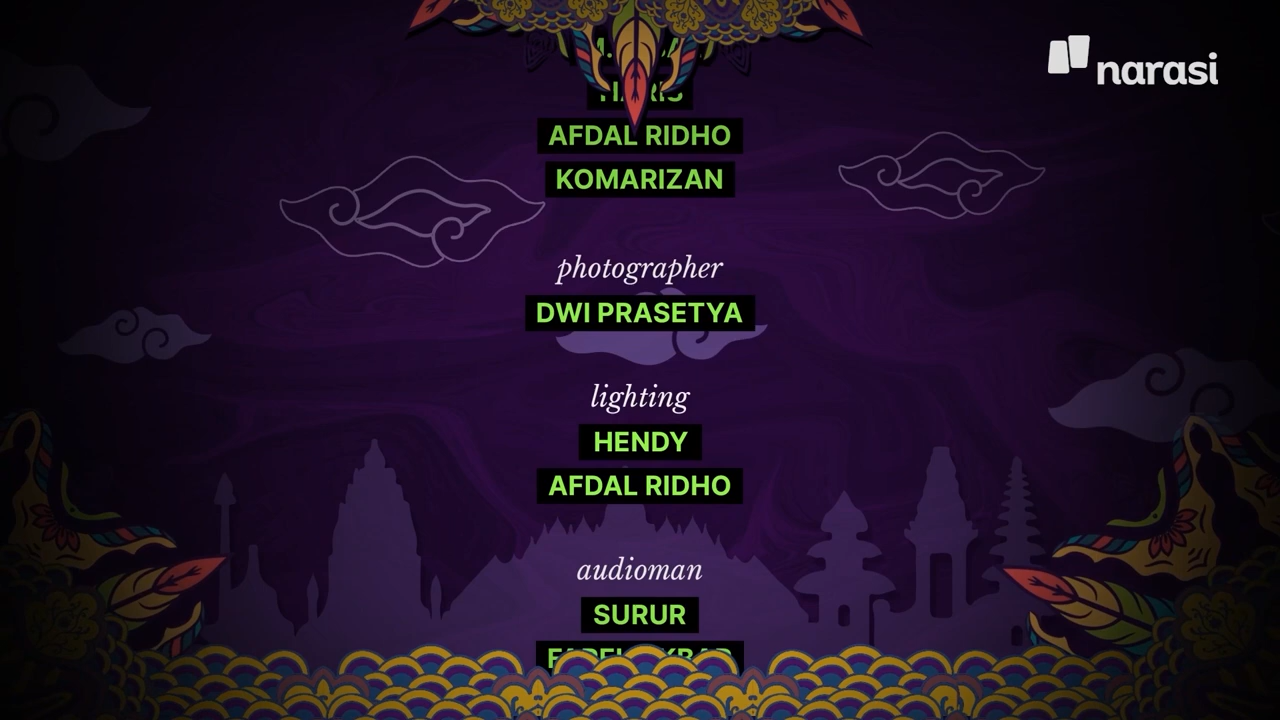 narasi
AFDAL RIDHO
KOMARIZAN
photographer
DWI PRASETYA
lighting
HENDY
AFDAL RIDHO
audioman
SURUR